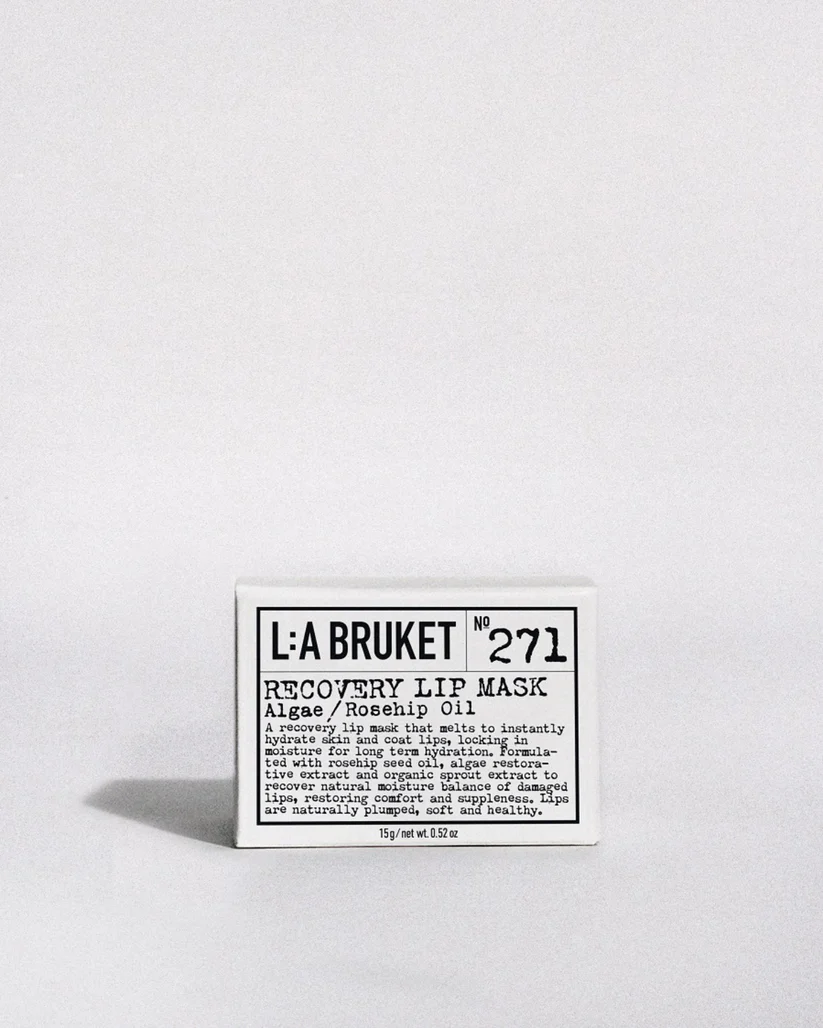 L:A BRUKET
Nº 271
RECOVERY LIP MASK
Algae/Rosehip Oil
A recovery lip mask that melts to instantly
hydrate skin and coat lips, locking in
moisture for long term hydration. Formula-
ted with rosehip seed oil, algae restora-
tive extract and organic sprout extract to
recover natural moisture balance of damaged
lips, restoring comfort and suppleness. Lips
are naturally plumped, soft and healthy.
15g/net wt. 0.52 oz